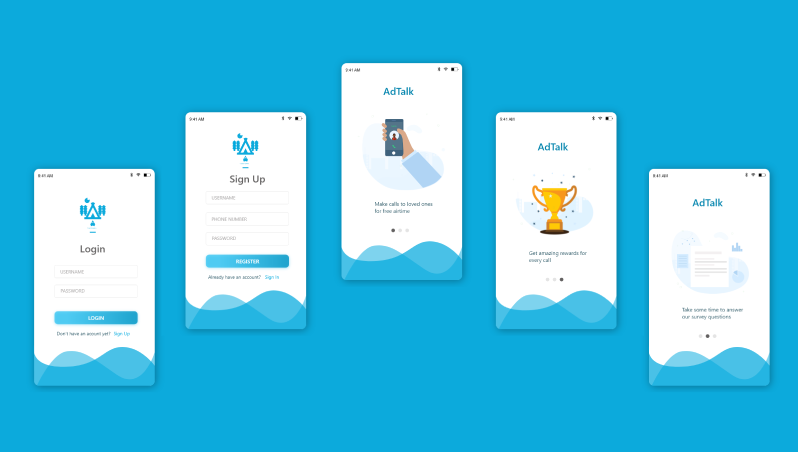 9:41 AM
Login
USERNAME
PASSWORD
LOGIN
Don't have an acount yet? Sign Up
9:41 AM
Sign Up
USERNAME
PHONE NUMBER
PASSWORD
REGISTER
Already have an account? Sign in
9:41 AM
AdTalk
Make calls to loved ones
for free airtime
9:41 AM
AdTalk
Get amazing rewards for
every call
9:41 AM
AdTalk
Take some time to answer
our survey questions